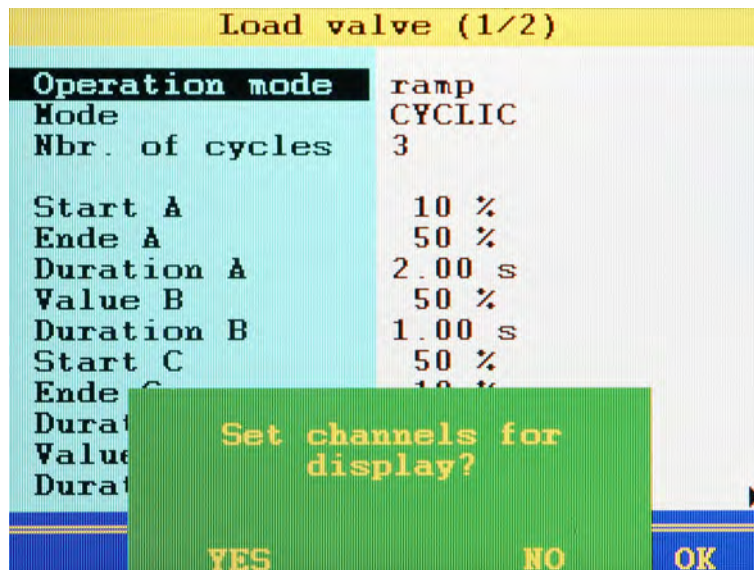 Load valve (1/2)
Operation mode ramp
Mode CYCLIC
Nbr. of cycles 3
Start A 10 %
Ende A 50 %
Duration A 2.00 s
Value B 50 %
Duration B 1.00 s
Start C 50 %
Ende
Set channels for
display?
YES NO OK